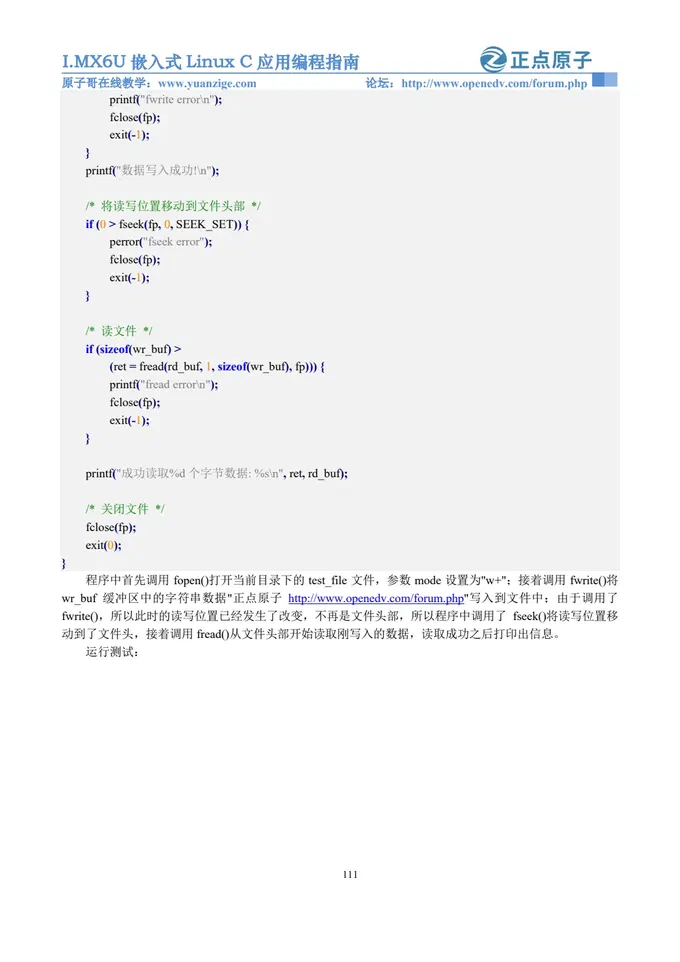 I.MX6U 嵌入式 Linux C 应用编程指南
正点原子
原子哥在线教学：www.yuanzige.com 论坛：http://www.openedv.com/forum.php
printf("fwrite error\n");
fclose(fp);
exit(-1);
}
printf("数据写入成功!\n");
/* 将读写位置移动到文件头部 */
if (0 > fseek(fp, 0, SEEK_SET)) {
perror("fseek error");
fclose(fp);
exit(-1);
}
/* 读文件 */
if (sizeof(wr_buf) >
(ret = fread(rd_buf, 1, sizeof(wr_buf), fp))) {
printf("fread error\n");
fclose(fp);
exit(-1);
}
printf("成功读取%d 个字节数据: %s\n", ret, rd_buf);
/* 关闭文件 */
fclose(fp);
exit(0);
}
程序中首先调用 fopen()打开当前目录下的 test_file 文件，参数 mode 设置为"w+"；接着调用 fwrite()将
wr_buf 缓冲区中的字符串数据"正点原子 http://www.openedv.com/forum.php"写入到文件中；由于调用了
fwrite()，所以此时的读写位置已经发生了改变，不再是文件头部，所以程序中调用了 fseek()将读写位置移
动到了文件头，接着调用 fread()从文件头部开始读取刚写入的数据，读取成功之后打印出信息。
运行测试：
111